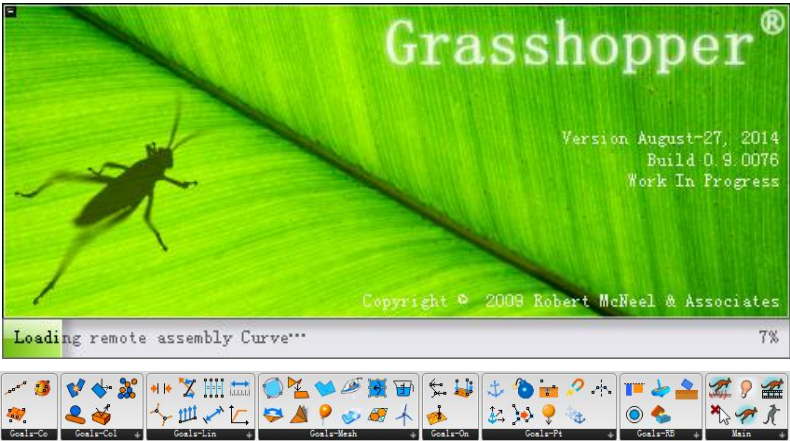 Grasshopper®
Version August-27, 2014
Build 0.9.0076
Work In Progress
Copyright © 2009 Robert McNeel & Associates
Loading remote assembly Curve···
7%
Goals-Co
Goals-Col
Goals-Lin
Goals-Mesh
Goals-On
Goals-Pt
Goals-RB
Main